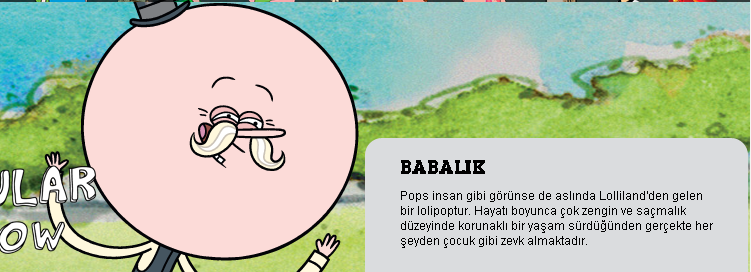 ULAR
OW
BABALIK
Pops insan gibi görünse de aslında Lolliland'den gelen
bir lolipoptur. Hayatı boyunca çok zengin ve saçmalık
düzeyinde korunaklı bir yaşam sürdüğünden gerçekte her
şeyden çocuk gibi zevk almaktadır.